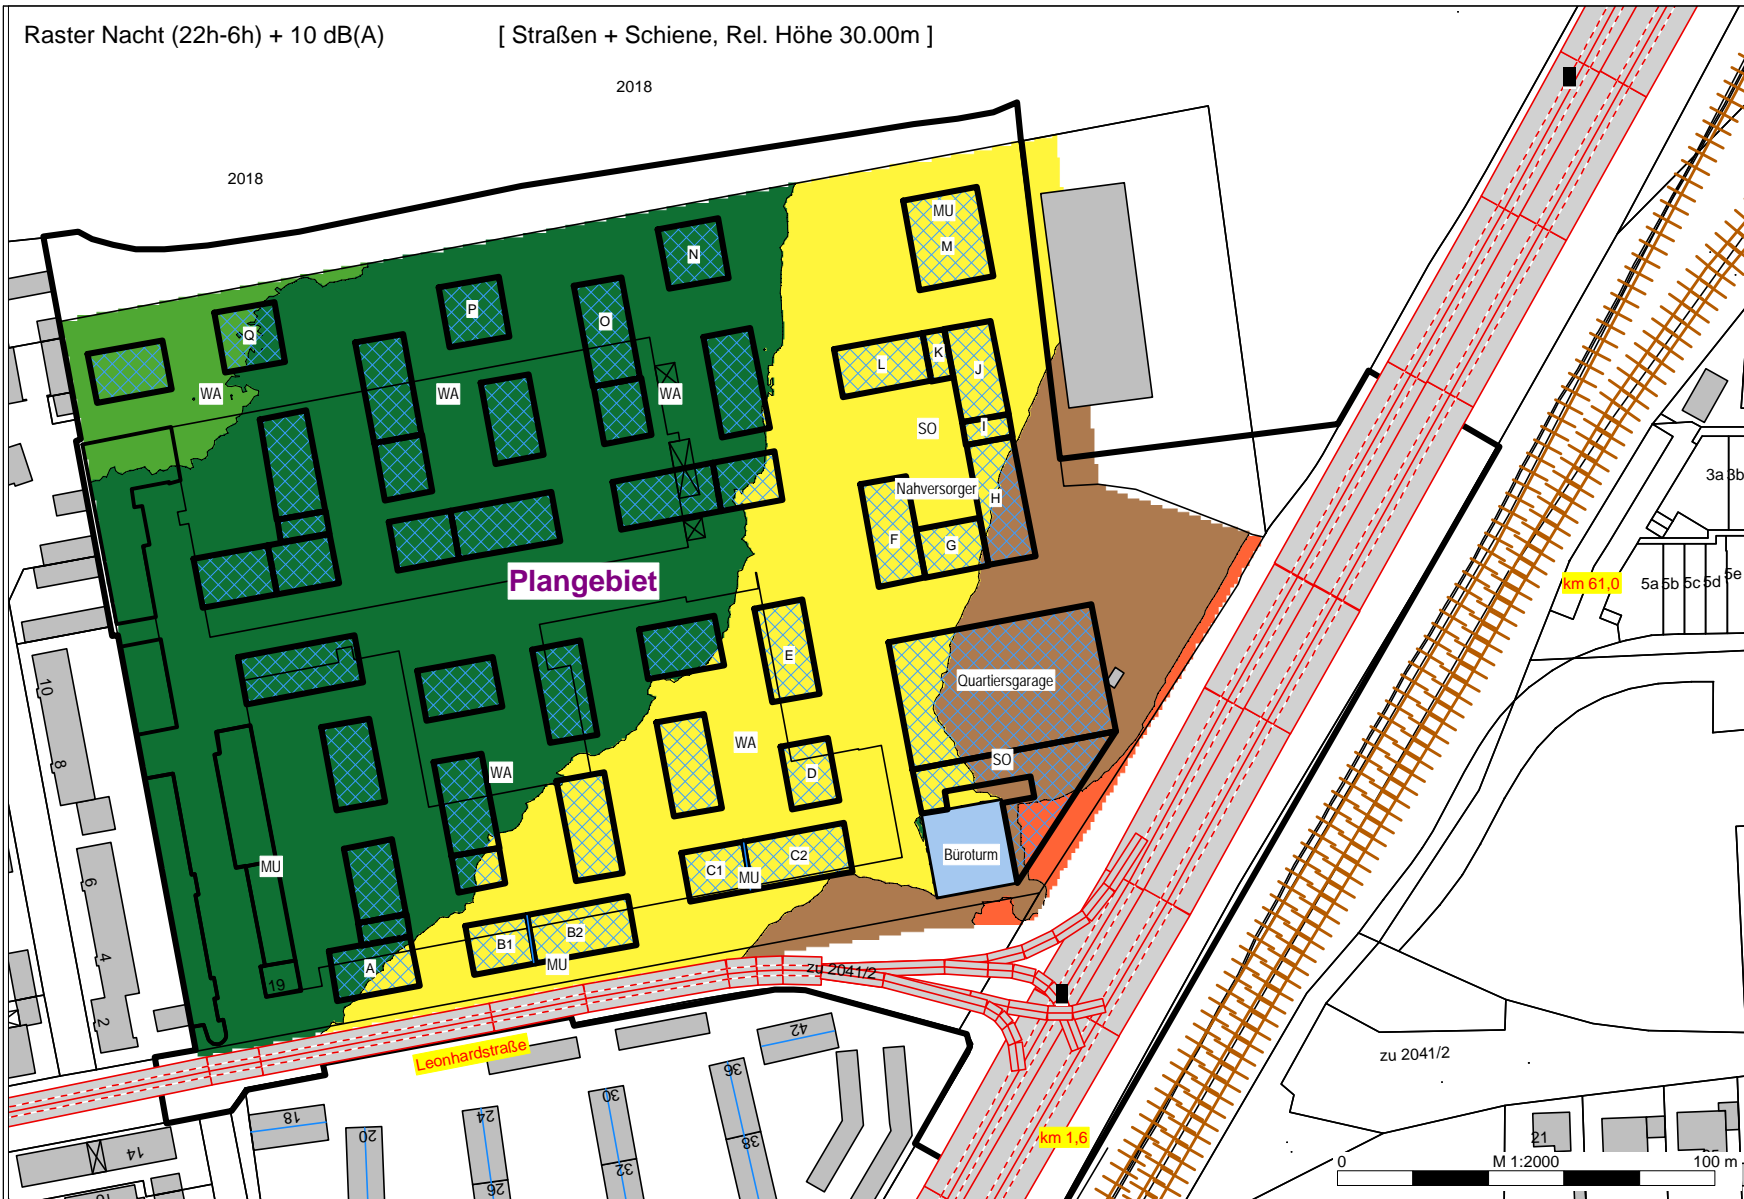 Raster Nacht (22h-6h) + 10 dB(A) [ Straßen + Schiene, Rel. Höhe 30.00m ]
2018
2018
MU
M
N
P
O
Q
WA
WA
WA
L
K
J
I
SO
Nahversorger
H
F
G
3a 3b
Plangebiet
km 61,0
5a 5b 5c 5d 5e
E
Quartiersgarage
10
8
WA
WA
D
SO
MU
Büroturm
C1
C2
MU
6
4
2
B1
B2
MU
A
19
zu 2041/2
Leonhardstraße
42
36
30
24
18
20
38
32
26
14
zu 2041/2
km 1,6
21
0 M 1:2000 100 m